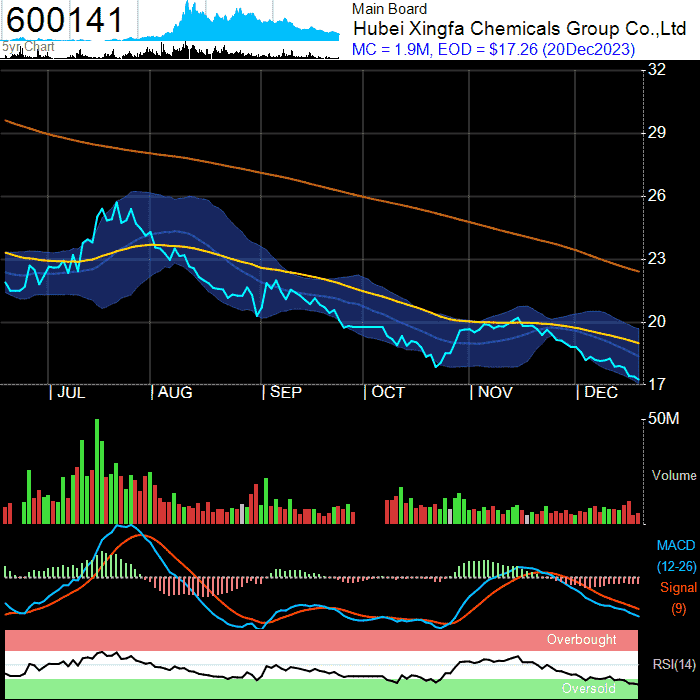 600141
5yr Chart
Main Board
Hubei Xingfa Chemicals Group Co.,Ltd
MC = 1.9M, EOD = $17.26 (20Dec2023)
32
29
26
23
20
17
JUL AUG SEP OCT NOV DEC
50M
Volume
MACD
(12-26)
Signal
(9)
Overbought
RSI(14)
Oversold